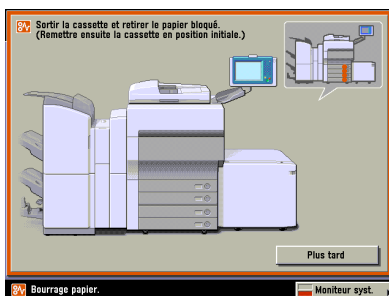 Sortir la cassette et retirer le papier bloqué.
(Remettre ensuite la cassette en position initiale.)
Plus tard
Bourrage papier.
Moniteur syst.